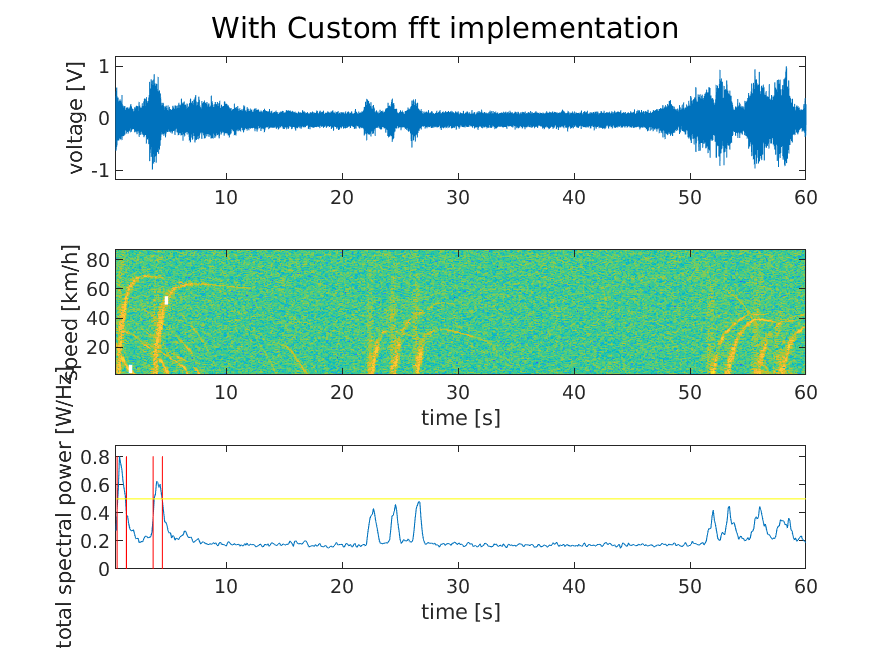 With Custom fft implementation
voltage [V]
1
0
-1
10 20 30 40 50 60
speed [km/h]
80
60
40
20
10 20 30 40 50 60
time [s]
total spectral power [W/Hz]
0.8
0.6
0.4
0.2
0
10 20 30 40 50 60
time [s]